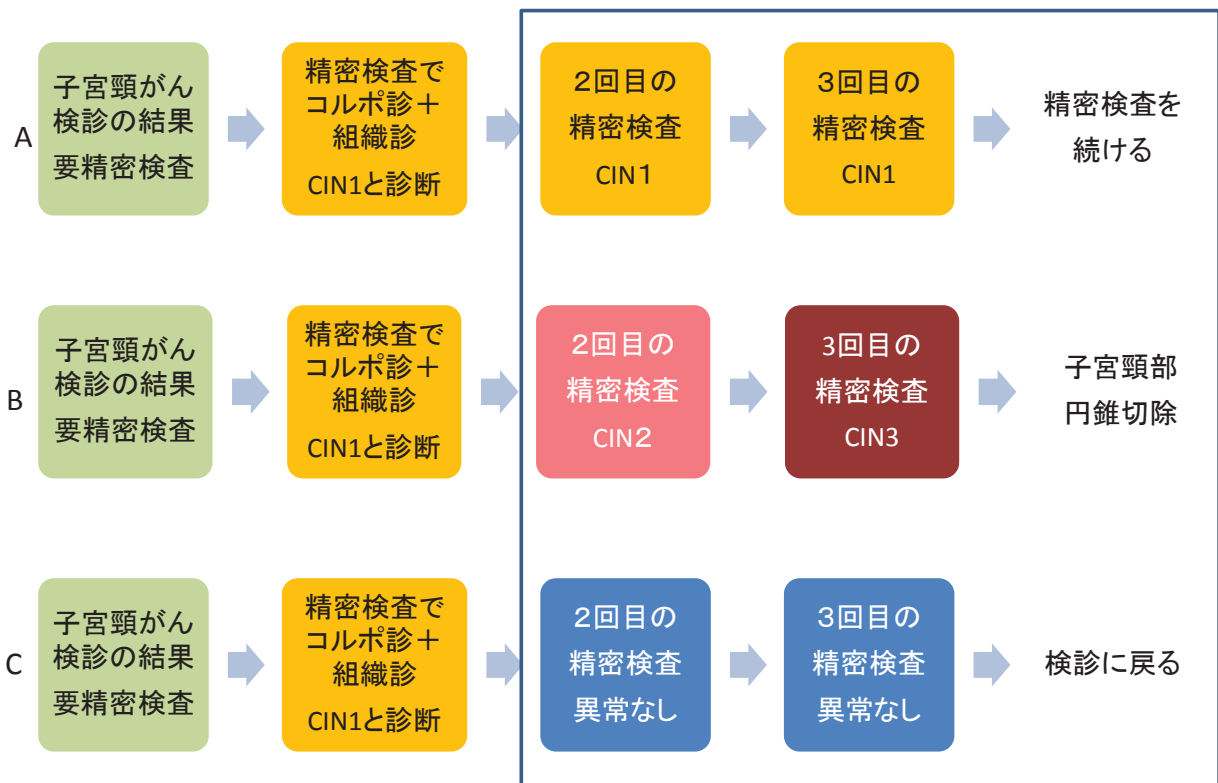 A
子宮頸がん
検診の結果
要精密検査
精密検査で
コルポ診＋
組織診
CIN1と診断
２回目の
精密検査
CIN１
3回目の
精密検査
CIN1
精密検査を
続ける
B
子宮頸がん
検診の結果
要精密検査
精密検査で
コルポ診＋
組織診
CIN1と診断
２回目の
精密検査
CIN２
3回目の
精密検査
CIN3
子宮頸部
円錐切除
C
子宮頸がん
検診の結果
要精密検査
精密検査で
コルポ診＋
組織診
CIN1と診断
２回目の
精密検査
異常なし
３回目の
精密検査
異常なし
検診に戻る